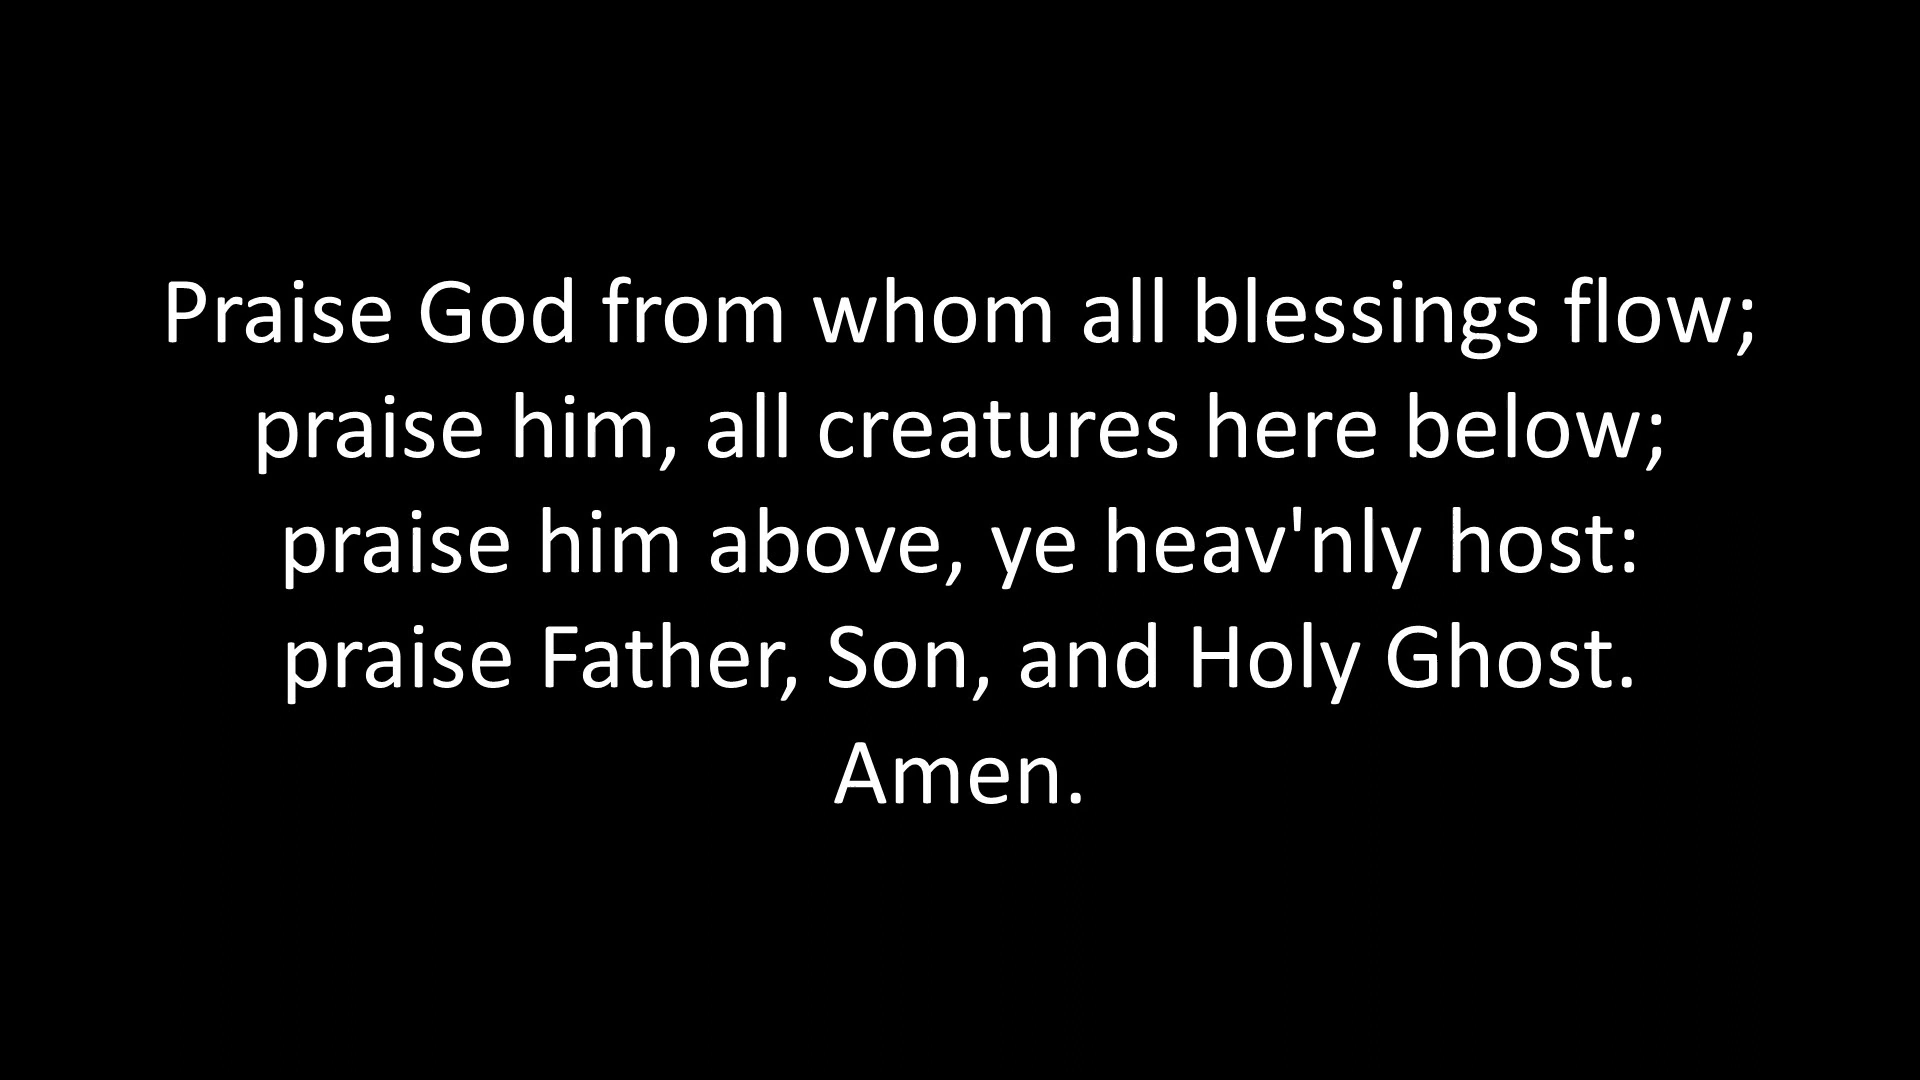 Praise God from whom all blessings flow;
praise him, all creatures here below;
praise him above, ye heav'nly host:
praise Father, Son, and Holy Ghost.
Amen.